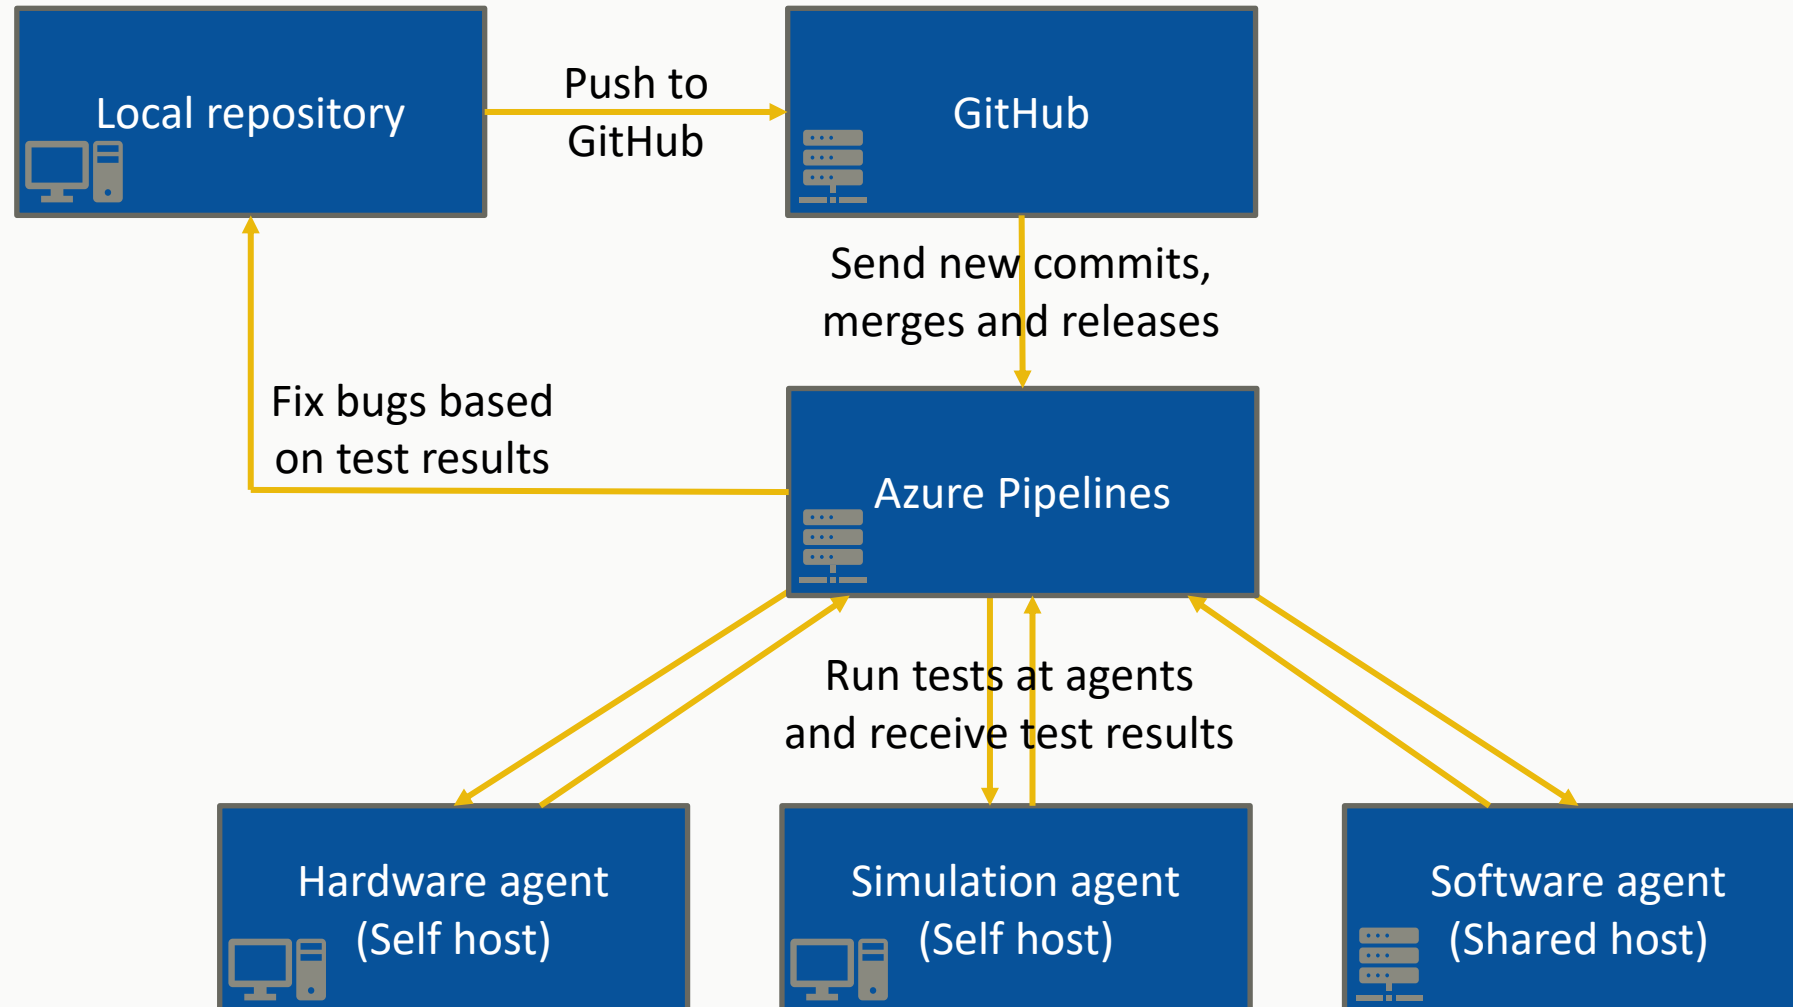 Local repository
Push to
GitHub
GitHub
Send new commits,
merges and releases
Fix bugs based
on test results
Azure Pipelines
Run tests at agents
and receive test results
Hardware agent
(Self host)
Simulation agent
(Self host)
Software agent
(Shared host)